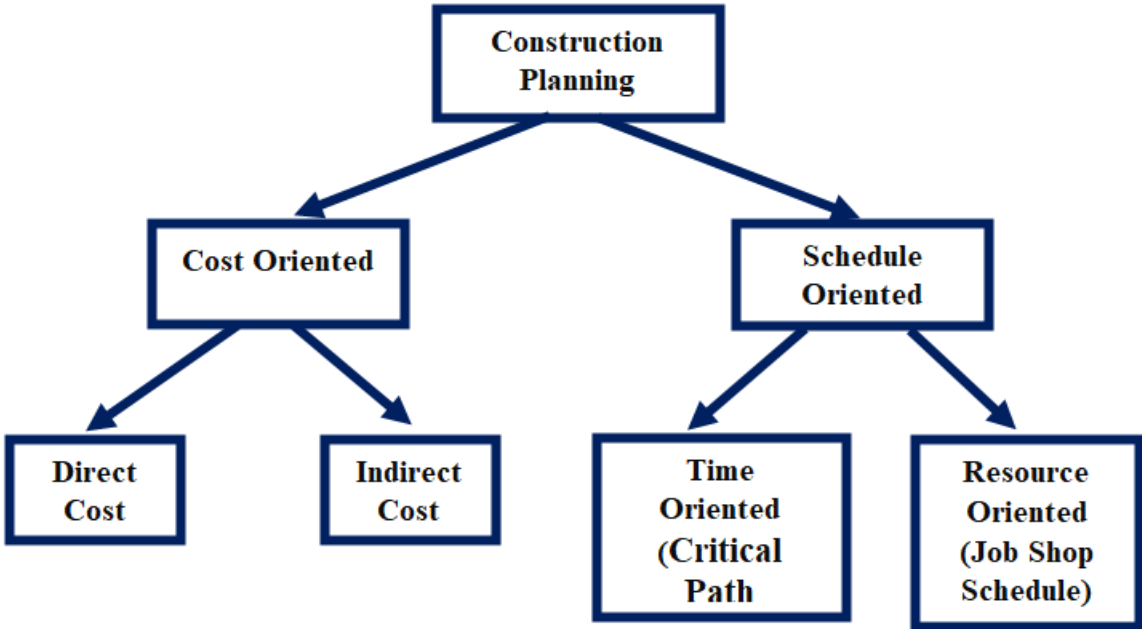 Construction
Planning
Cost Oriented
Schedule
Oriented
Direct
Cost
Indirect
Cost
Time
Oriented
(Critical
Path
Resource
Oriented
(Job Shop
Schedule)